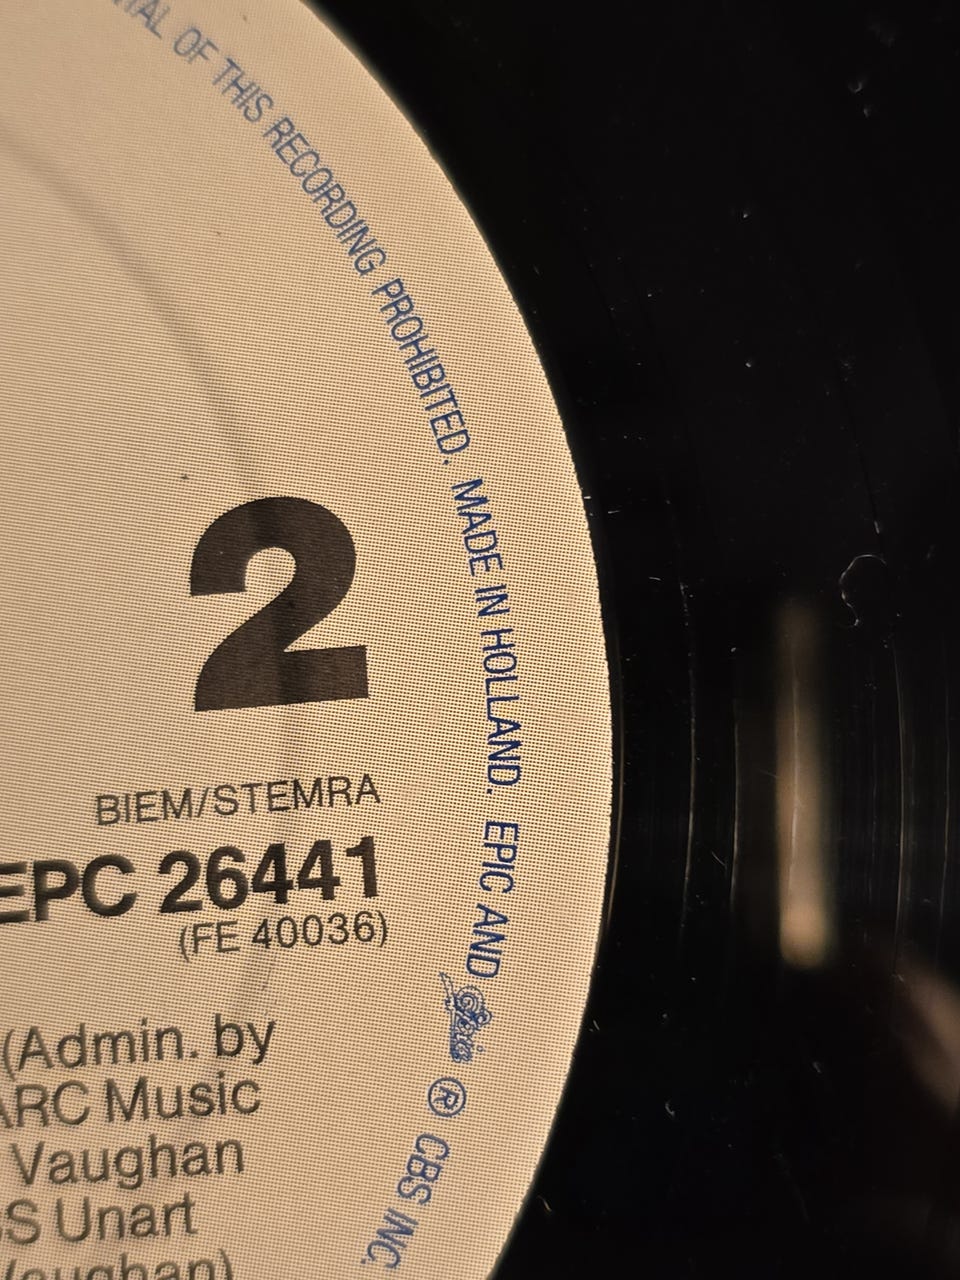 OF THIS RECORDING PROHIBITED. MADE IN HOLLAND. EPIC AND Epic ® CBS INC.
2
BIEM/STEMRA
EPC 26441
(FE 40036)
(Admin. by
ARC Music
Vaughan
Unart